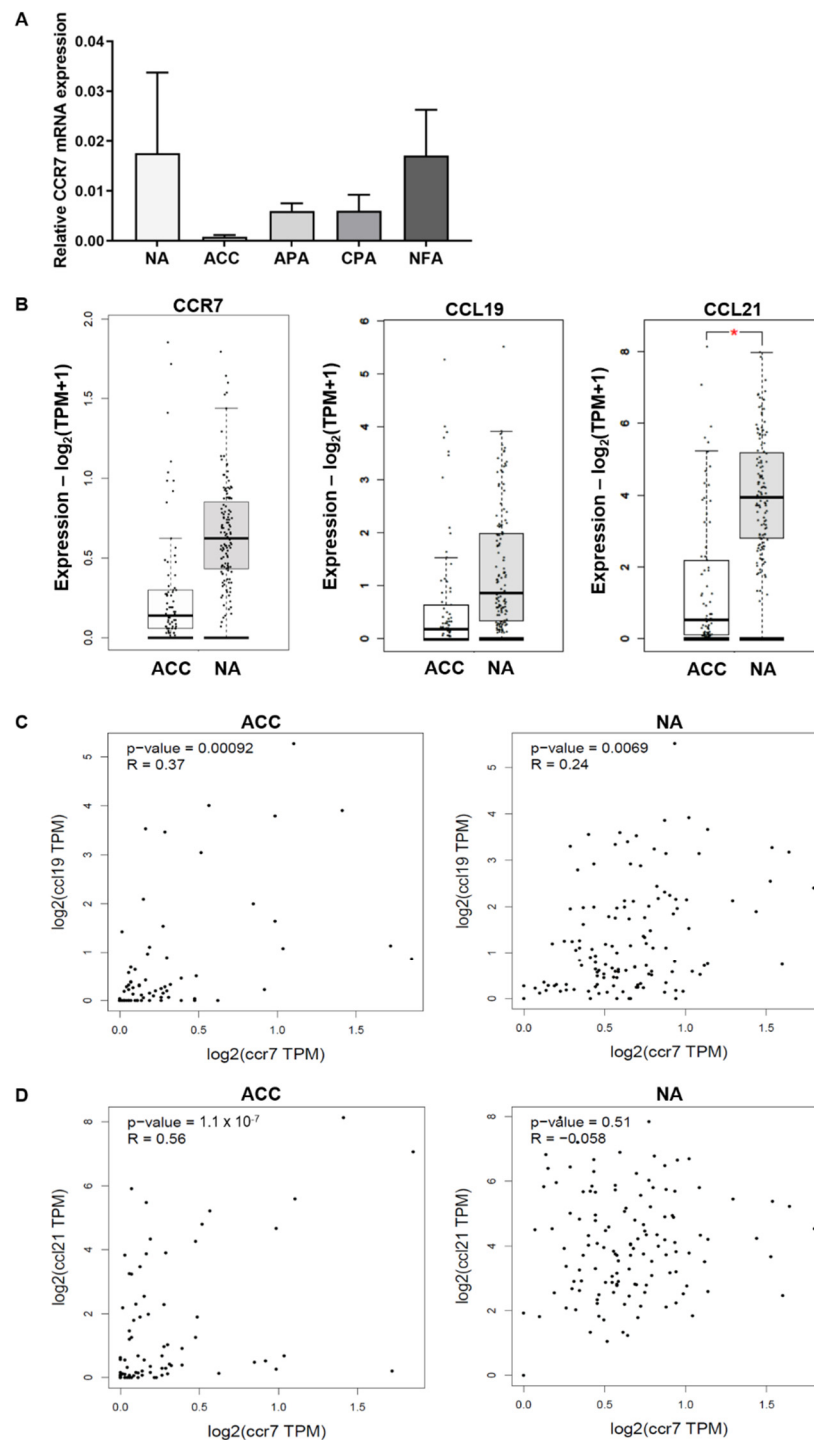 A
Relative CCR7 mRNA expression
0.04
0.03
0.02
0.01
0.00
NA ACC APA CPA NFA
B
CCR7 CCL19 CCL21
Expression – log₂(TPM+1)
2.0
1.5
1.0
0.5
0.0
ACC NA
Expression – log₂(TPM+1)
6
5
4
3
2
1
0
ACC NA
Expression – log₂(TPM+1)
*
8
6
4
2
0
ACC NA
C
ACC
p−value = 0.00092
R = 0.37
log2(ccl19 TPM)
5
4
3
2
1
0
0.0 0.5 1.0 1.5
log2(ccr7 TPM)
NA
p−value = 0.0069
R = 0.24
log2(ccl19 TPM)
5
4
3
2
1
0
0.0 0.5 1.0 1.5
log2(ccr7 TPM)
D
ACC
p−value = 1.1 x 10⁻⁷
R = 0.56
log2(ccl21 TPM)
8
6
4
2
0
0.0 0.5 1.0 1.5
log2(ccr7 TPM)
NA
p−value = 0.51
R = −0.058
log2(ccl21 TPM)
8
6
4
2
0
0.0 0.5 1.0 1.5
log2(ccr7 TPM)